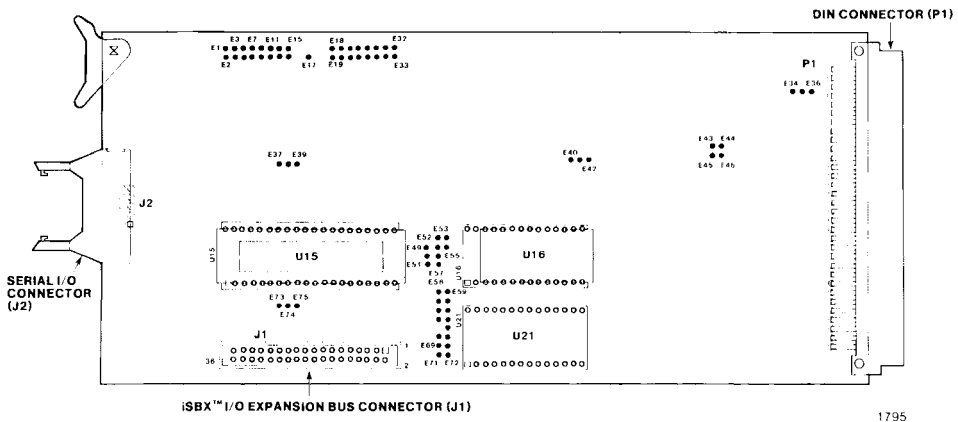 DIN CONNECTOR (P1)
E3 E7 E11 E15
E1
E2
E17
E18 E32
E19 E33
P1
E34 E36
E37 E39
E40
E42
E43 E44
E45 E46
J2
SERIAL I/O
CONNECTOR
(J2)
U15
U15
E52 E53
E49
E55
E51
E57
E58
E59
U16
U16
E73 E75
E74
J1
1
36
2
U21
U21
E69
E71 E72
iSBX™ I/O EXPANSION BUS CONNECTOR (J1)
1795